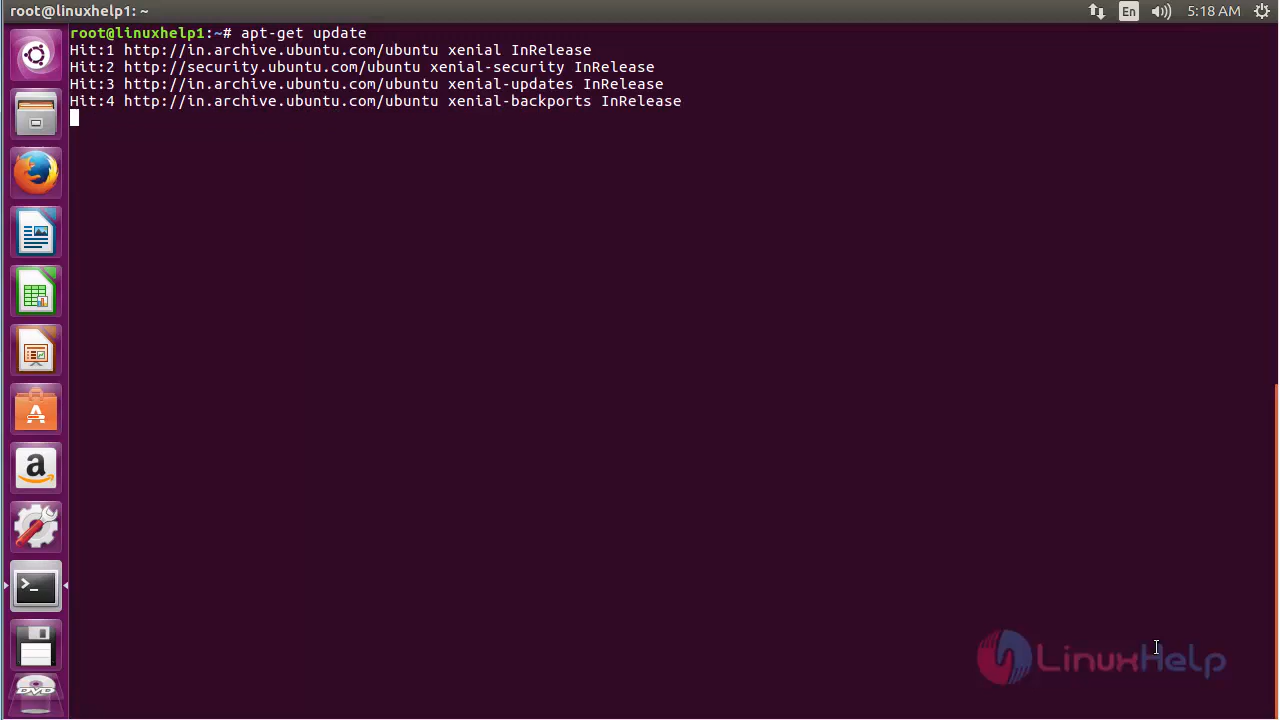 root@linuxhelp1: ~
En
5:18 AM
root@linuxhelp1:~# apt-get update
Hit:1 http://in.archive.ubuntu.com/ubuntu xenial InRelease
Hit:2 http://security.ubuntu.com/ubuntu xenial-security InRelease
Hit:3 http://in.archive.ubuntu.com/ubuntu xenial-updates InRelease
Hit:4 http://in.archive.ubuntu.com/ubuntu xenial-backports InRelease
A
a
>_
DVD
LinuxHelp